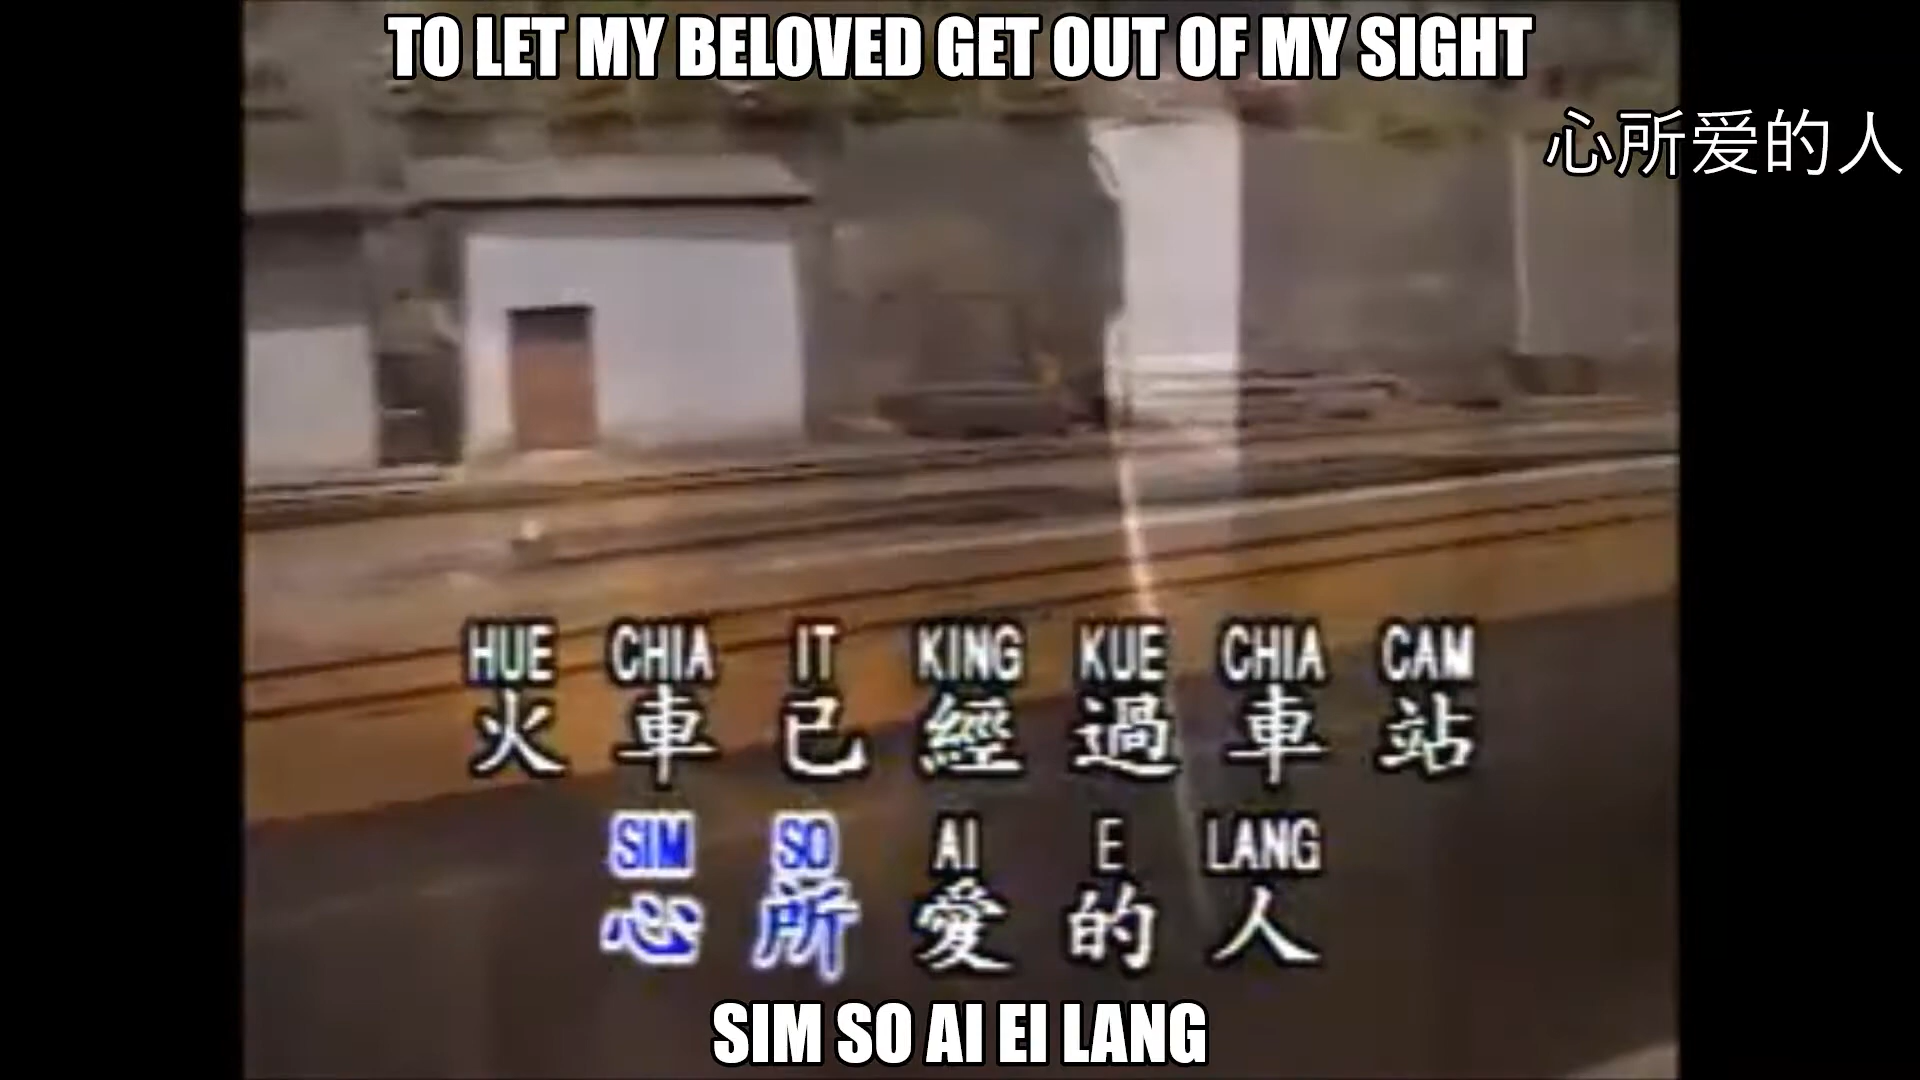 TO LET MY BELOVED GET OUT OF MY SIGHT
心所爱的人
HUE CHIA IT KING KUE CHIA CAM
火車已經過車站
SIM SO AI E LANG
心所愛的人
SIM SO AI EI LANG